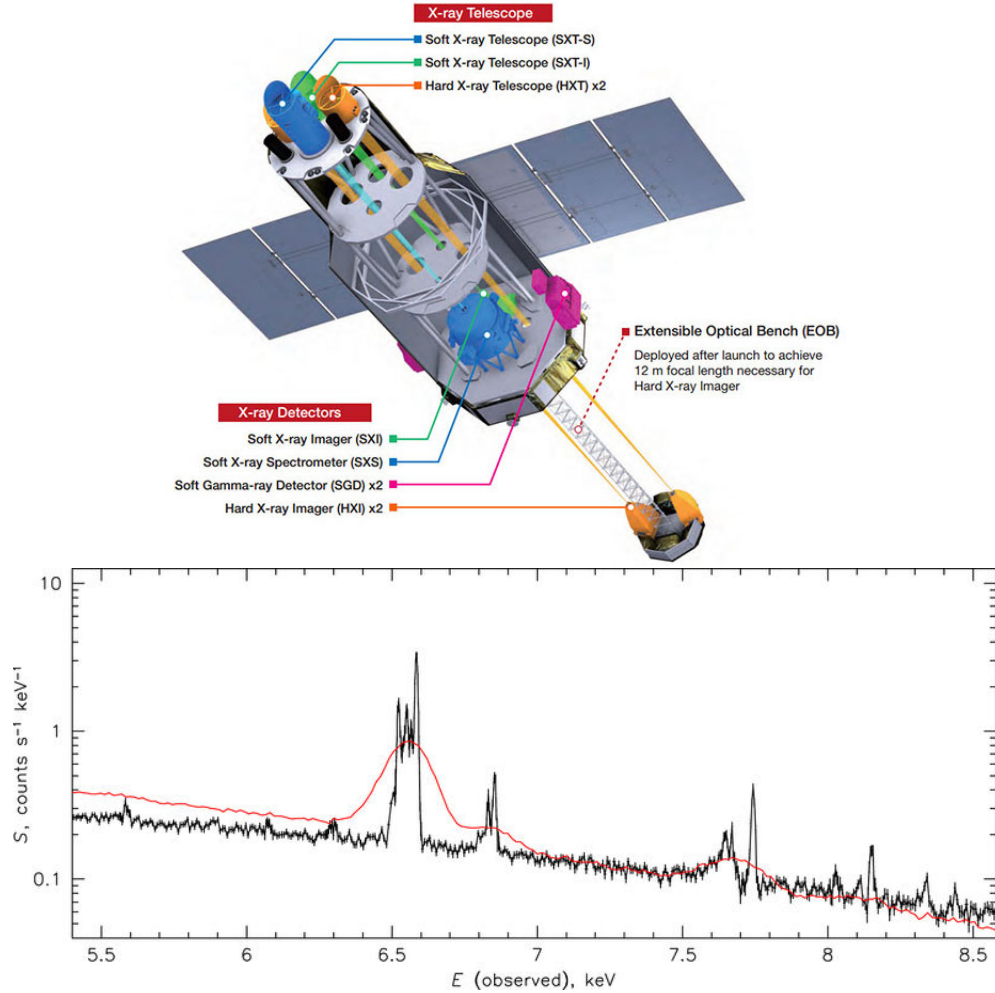 X-ray Telescope
Soft X-ray Telescope (SXT-S)
Soft X-ray Telescope (SXT-I)
Hard X-ray Telescope (HXT) x2
Extensible Optical Bench (EOB)
Deployed after launch to achieve
12 m focal length necessary for
Hard X-ray Imager
X-ray Detectors
Soft X-ray Imager (SXI)
Soft X-ray Spectrometer (SXS)
Soft Gamma-ray Detector (SGD) x2
Hard X-ray Imager (HXI) x2
10
1
0.1
S, counts s⁻¹ keV⁻¹
5.5 6 6.5 7 7.5 8 8.5
E (observed), keV